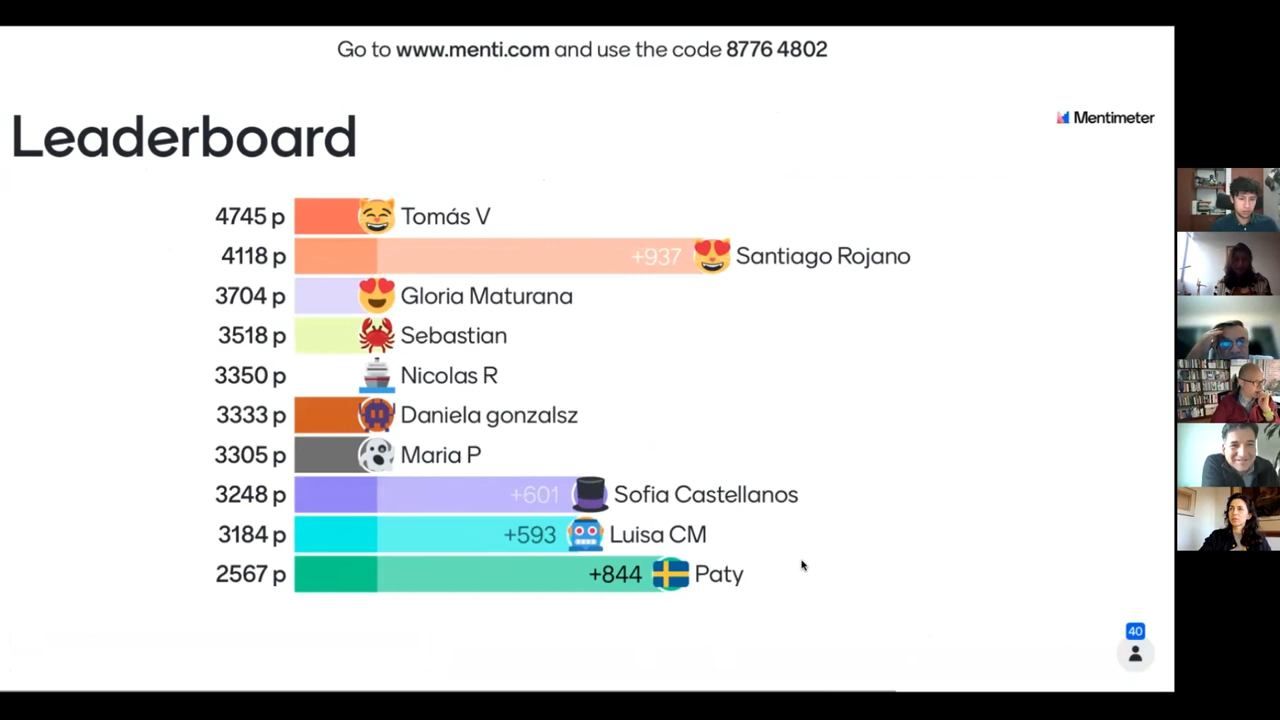 Go to www.menti.com and use the code 8776 4802
Leaderboard
Mentimeter
4745 p Tomás V
4118 p +937 Santiago Rojano
3704 p Gloria Maturana
3518 p Sebastian
3350 p Nicolas R
3333 p Daniela gonzalsz
3305 p Maria P
3248 p +601 Sofia Castellanos
3184 p +593 Luisa CM
2567 p +844 Paty
40